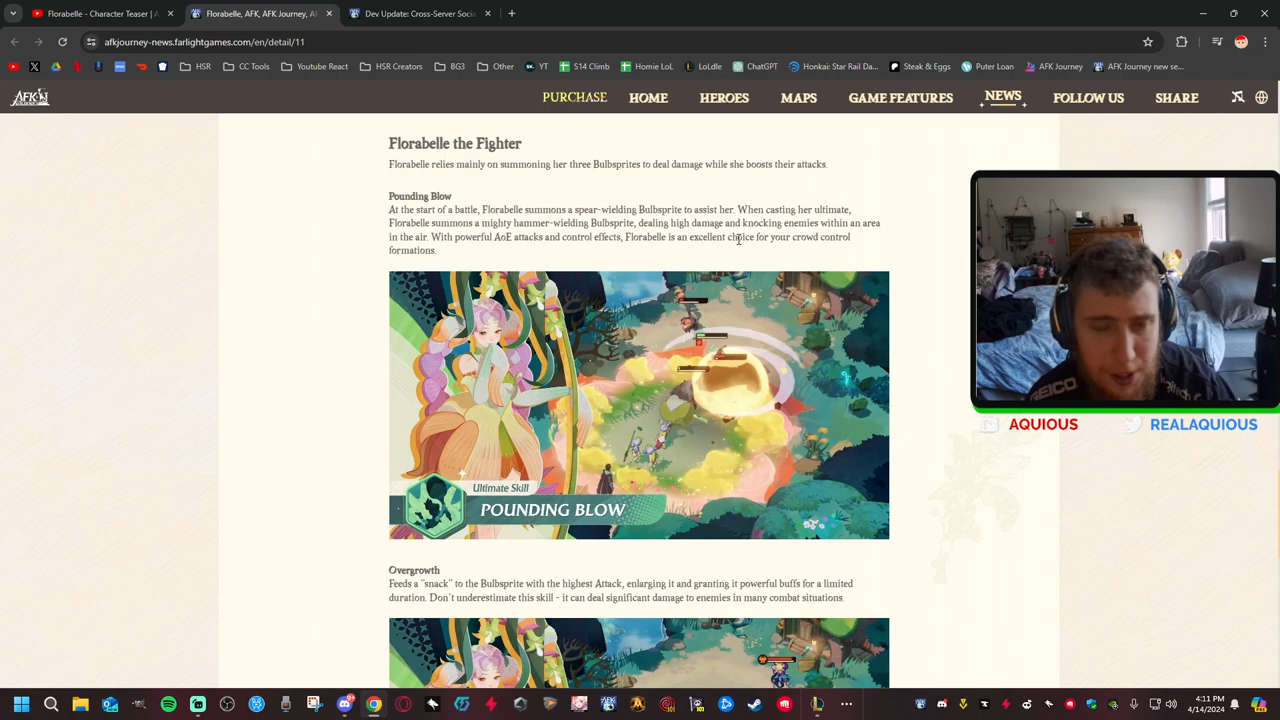 Florabelle - Character Teaser | A
Florabelle, AFK, AFK Journey, AF
Dev Update: Cross-Server Socia
afkjourney-news.farlightgames.com/en/detail/11
HSR
CC Tools
Youtube React
HSR Creators
BG3
Other
YT
S14 Climb
Homie LoL
LoLGlobe
ChatGPT
Honkai: Star Rail Da...
Steak & Eggs
Puter Loan
AFK Journey
AFK Journey new se...
PURCHASE
HOME
HEROES
MAPS
GAME FEATURES
NEWS
FOLLOW US
SHARE
Florabelle the Fighter
Florabelle relies mainly on summoning her three Bulbsprites to deal damage while she boosts their attacks.
Pounding Blow
At the start of a battle, Florabelle summons a spear-wielding Bulbsprite to assist her. When casting her ultimate,
Florabelle summons a mighty hammer-wielding Bulbsprite, dealing high damage and knocking enemies within an area
in the air. With powerful AoE attacks and control effects, Florabelle is an excellent choice for your crowd control
formations.
Ultimate Skill
POUNDING BLOW
GEICO
AQUIOUS
REALAQUIOUS
Overgrowth
Feeds a "snack" to the Bulbsprite with the highest Attack, enlarging it and granting it powerful buffs for a limited
duration. Don't underestimate this skill - it can deal significant damage to enemies in many combat situations.
4:11 PM
4/14/2024